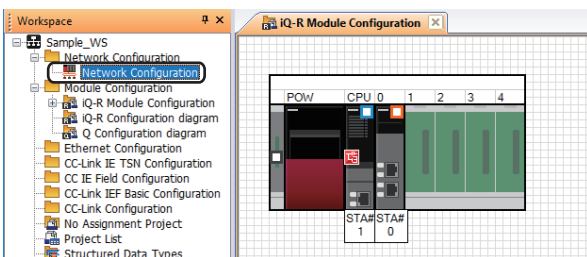 Workspace
Sample_WS
Network Configuration
Network Configuration
Module Configuration
iQ-R Module Configuration
iQ-R Configuration diagram
Q Configuration diagram
Ethernet Configuration
CC-Link IE TSN Configuration
CC IE Field Configuration
CC-Link IEF Basic Configuration
CC-Link Configuration
No Assignment Project
Project List
Structured Data Types
iQ-R Module Configuration
POW CPU 0 1 2 3 4
STA# STA#
1 0